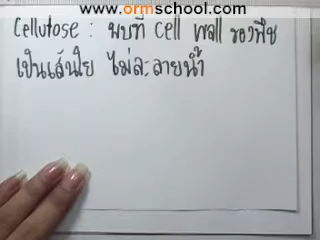 www.ormschool.com
Cellulose : พบที่ cell wall ของพืช
เป็นเส้นใย ไม่ละลายน้ำ